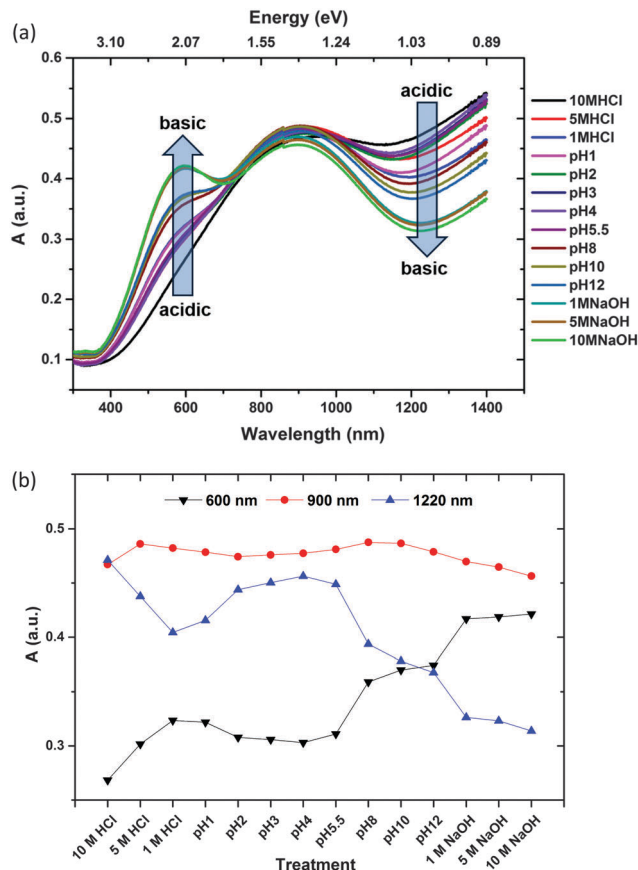 Energy (eV)
(a)
3.10 2.07 1.55 1.24 1.03 0.89
0.6
0.5
0.4
0.3
0.2
0.1
A (a.u.)
basic
acidic
acidic
basic
10MHCl
5MHCl
1MHCl
pH1
pH2
pH3
pH4
pH5.5
pH8
pH10
pH12
1MNaOH
5MNaOH
10MNaOH
400 600 800 1000 1200 1400
Wavelength (nm)
(b)
600 nm 900 nm 1220 nm
0.5
0.4
0.3
A (a.u.)
10 M HCl
5 M HCl
1 M HCl
pH1
pH2
pH3
pH4
pH5.5
pH8
pH10
pH12
1 M NaOH
5 M NaOH
10 M NaOH
Treatment